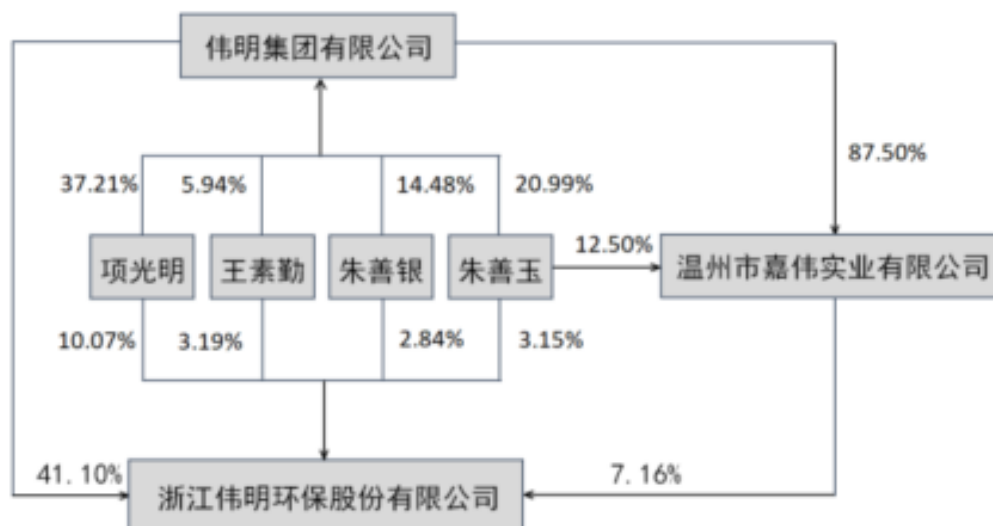 伟明集团有限公司
87.50%
37.21% 5.94% 14.48% 20.99%
项光明 王素勤 朱善银 朱善玉 12.50% 温州市嘉伟实业有限公司
10.07% 3.19% 2.84% 3.15%
41.10% 7.16%
浙江伟明环保股份有限公司